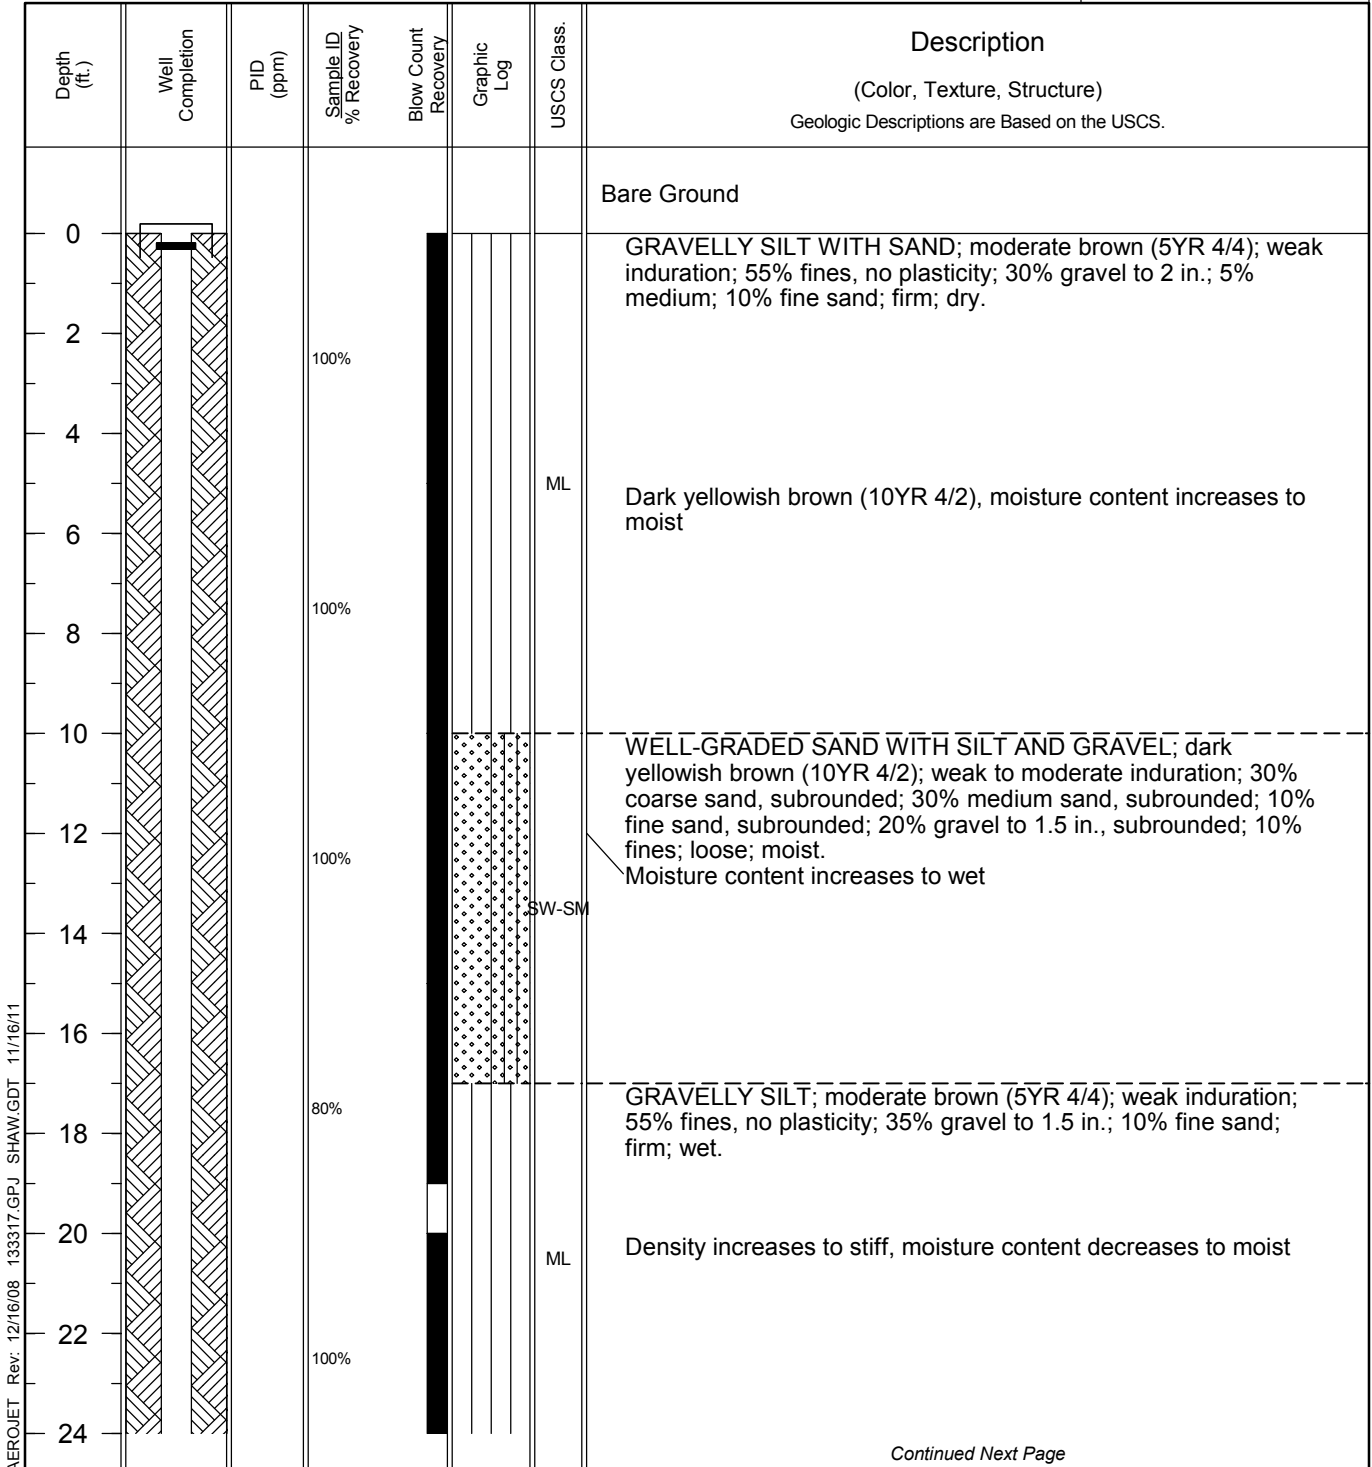 Depth
(ft.)
Well
Completion
PID
(ppm)
Sample ID
% Recovery
Blow Count
Recovery
Graphic
Log
USCS Class.
Description
(Color, Texture, Structure)
Geologic Descriptions are Based on the USCS.
Bare Ground
0
GRAVELLY SILT WITH SAND; moderate brown (5YR 4/4); weak
induration; 55% fines, no plasticity; 30% gravel to 2 in.; 5%
medium; 10% fine sand; firm; dry.
2
100%
4
ML
Dark yellowish brown (10YR 4/2), moisture content increases to
moist
6
100%
8
10
WELL-GRADED SAND WITH SILT AND GRAVEL; dark
yellowish brown (10YR 4/2); weak to moderate induration; 30%
coarse sand, subrounded; 30% medium sand, subrounded; 10%
fine sand, subrounded; 20% gravel to 1.5 in., subrounded; 10%
fines; loose; moist.
12
100%
Moisture content increases to wet
SW-SM
14
16
GRAVELLY SILT; moderate brown (5YR 4/4); weak induration;
55% fines, no plasticity; 35% gravel to 1.5 in.; 10% fine sand;
firm; wet.
80%
18
20
ML
Density increases to stiff, moisture content decreases to moist
22
100%
24
Continued Next Page
AEROJET Rev: 12/16/08 133317.GPJ SHAW.GDT 11/16/11